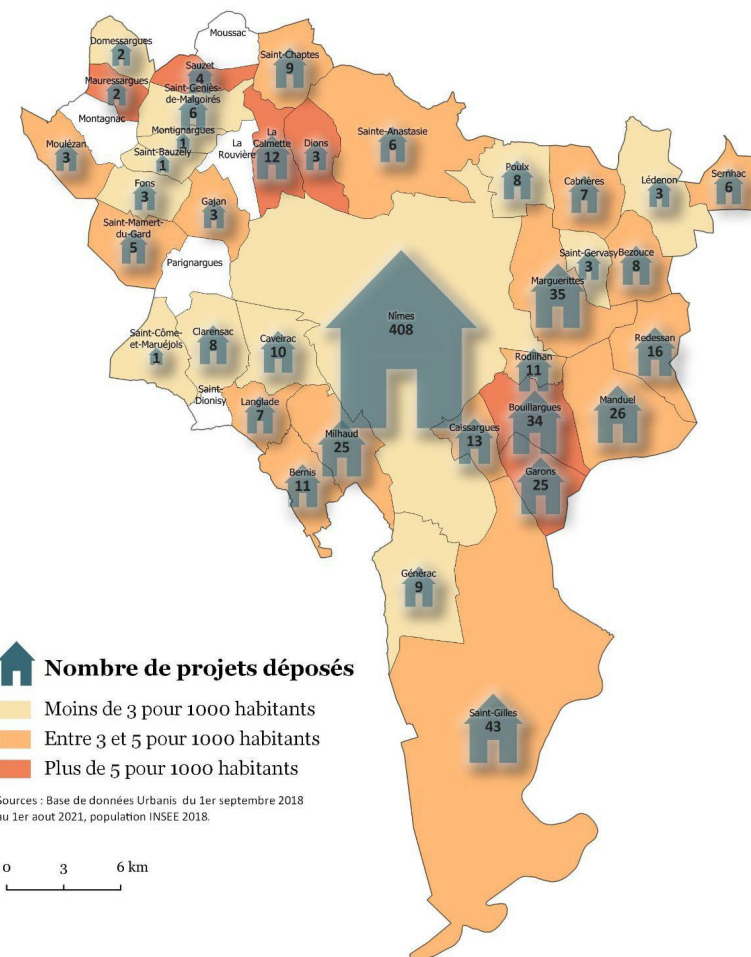 Moussac
Domessargues
2
Saint-Chaptes
9
Sauzet
4
Mauressargues
2
Saint-Geniès-
de-Malgoirés
6
Montagnac
Montignargues
1
La
Rouvière
La
Calmette
12
Dions
3
Sainte-Anastasie
6
Moulézan
3
Saint-Bauzély
1
Poulx
8
Cabrières
7
Lédenon
3
Sernhac
6
Fons
3
Gajan
3
Saint-Mamert-
du-Gard
5
Parignargues
Saint-Gervasy
3
Bezouce
8
Marguerittes
35
Nîmes
408
Saint-Côme-
et-Maruéjols
1
Clarensac
8
Caveirac
10
Redessan
16
Rodilhan
11
Saint-
Dionisy
Langlade
7
Bouillargues
34
Manduel
26
Milhaud
25
Caissargues
13
Bernis
11
Garons
25
Générac
9
Saint-Gilles
43
Nombre de projets déposés
Moins de 3 pour 1000 habitants
Entre 3 et 5 pour 1000 habitants
Plus de 5 pour 1000 habitants
Sources : Base de données Urbanis du 1er septembre 2018
au 1er aout 2021, population INSEE 2018.
0 3 6 km